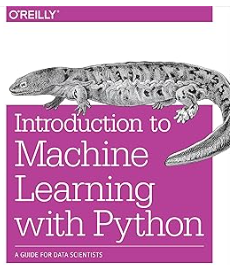 O'REILLY®
Introduction to
Machine
Learning
with Python
A GUIDE FOR DATA SCIENTISTS